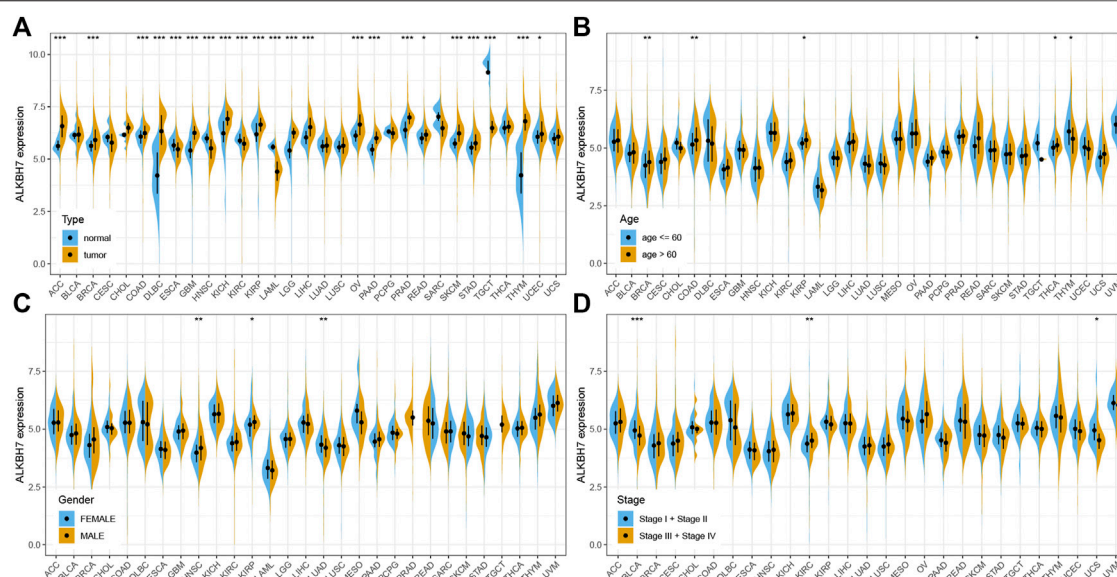 A
*** *** *** *** *** *** *** *** *** *** *** *** *** *** *** *** * *** *** *** *** *
10.0
7.5
5.0
2.5
0.0
ALKBH7 expression
Type
normal
tumor
ACC BLCA BRCA CESC CHOL COAD DLBC ESCA GBM HNSC KICH KIRC KIRP LAML LGG LIHC LUAD LUSC OV PAAD PCPG PRAD READ SARC SKCM STAD TGCT THCA THYM UCEC UCS
B
** ** * * * *
7.5
5.0
2.5
0.0
ALKBH7 expression
Age
age <= 60
age > 60
ACC BLCA BRCA CESC CHOL COAD DLBC ESCA GBM HNSC KICH KIRC KIRP LAML LGG LIHC LUAD LUSC MESO OV PAAD PCPG PRAD READ SARC SKCM STAD TGCT THCA THYM UCEC UCS UVM
C
** * **
7.5
5.0
2.5
0.0
ALKBH7 expression
Gender
FEMALE
MALE
ACC BLCA BRCA CHOL COAD DLBC ESCA GBM HNSC KICH KIRC KIRP LAML LGG LIHC LUAD LUSC MESO PAAD PCPG PRAD READ SARC SKCM STAD TGCT THCA THYM UVM
D
*** ** *
7.5
5.0
2.5
0.0
ALKBH7 expression
Stage
Stage I + Stage II
Stage III + Stage IV
ACC BLCA BRCA CESC CHOL COAD DLBC ESCA HNSC KICH KIRC KIRP LIHC LUAD LUSC MESO OV PAAD READ SKCM STAD TGCT THCA THYM UCEC UCS UVM